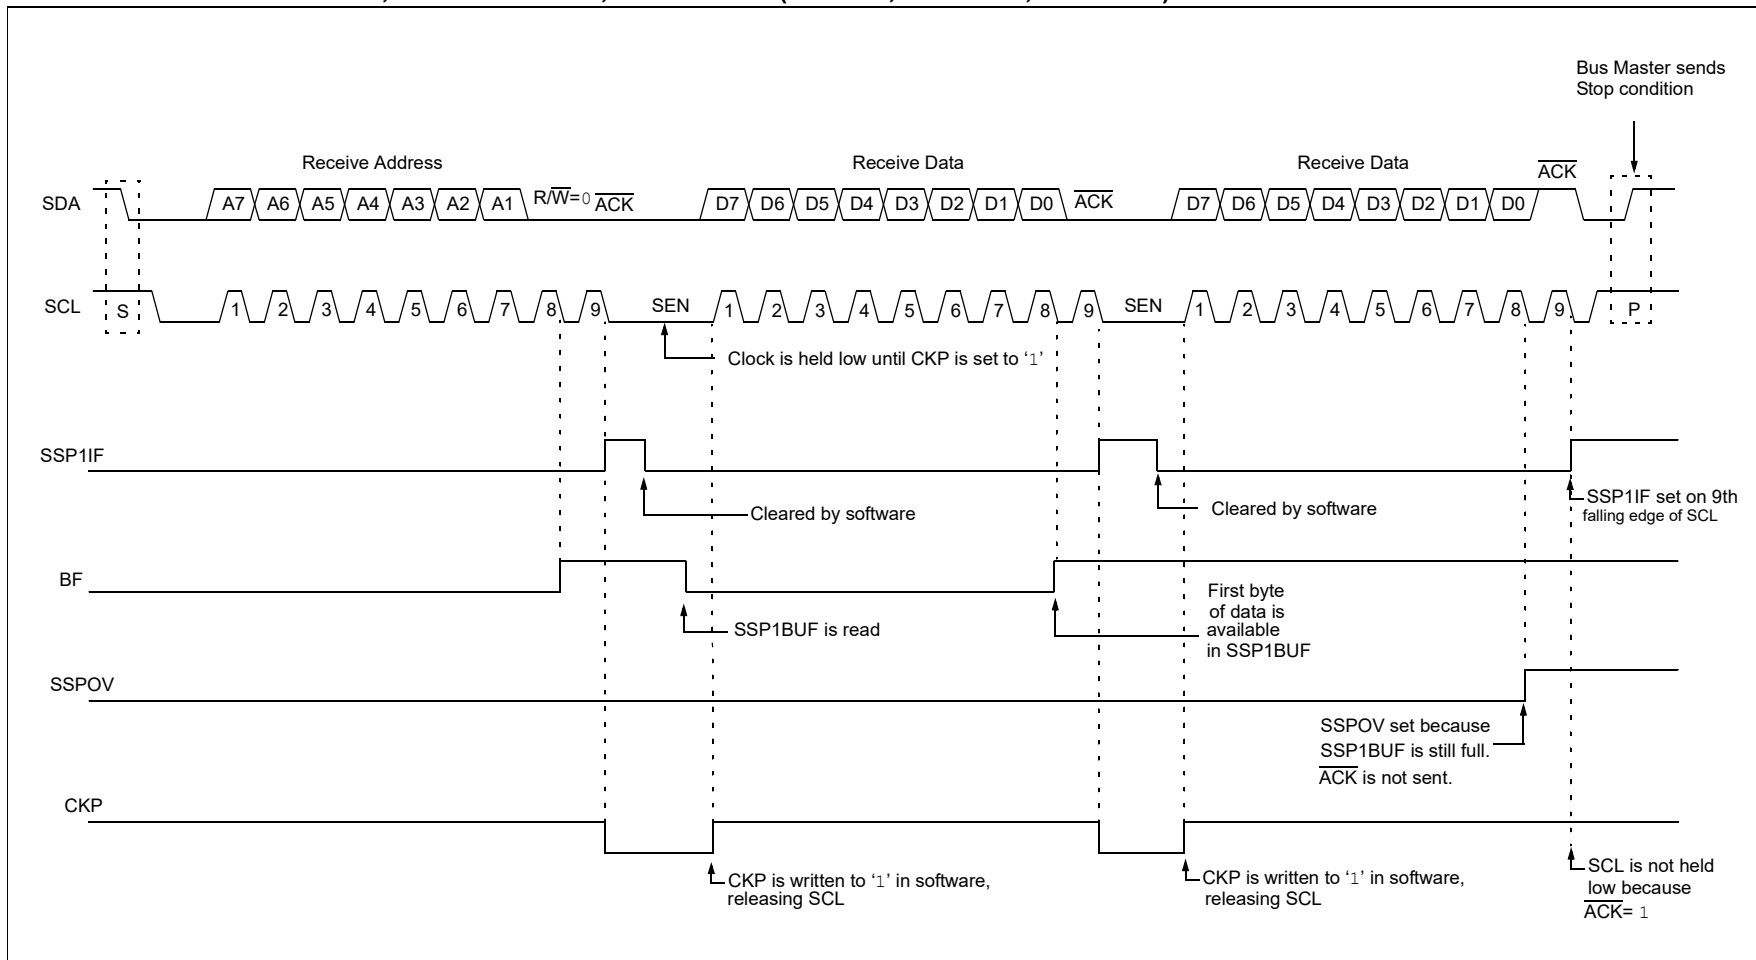 Bus Master sends
Stop condition
Receive Address
Receive Data
Receive Data
ACK
SDA
A7 A6 A5 A4 A3 A2 A1 R/W=0 ACK
D7 D6 D5 D4 D3 D2 D1 D0 ACK
D7 D6 D5 D4 D3 D2 D1 D0
SCL
S
1 2 3 4 5 6 7 8 9 SEN
1 2 3 4 5 6 7 8 9 SEN
1 2 3 4 5 6 7 8 9
P
Clock is held low until CKP is set to ‘1’
SSP1IF
Cleared by software
Cleared by software
SSP1IF set on 9th
falling edge of SCL
BF
SSP1BUF is read
First byte
of data is
available
in SSP1BUF
SSPOV
SSPOV set because
SSP1BUF is still full.
ACK is not sent.
CKP
CKP is written to ‘1’ in software,
releasing SCL
CKP is written to ‘1’ in software,
releasing SCL
SCL is not held
low because
ACK= 1